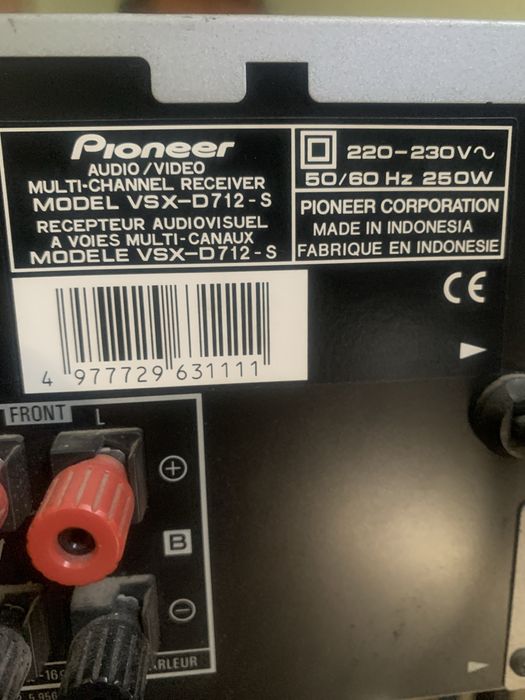 Pioneer
AUDIO/VIDEO
MULTI-CHANNEL RECEIVER
MODEL VSX-D712-S
RECEPTEUR AUDIOVISUEL
A VOIES MULTI-CANAUX
MODELE VSX-D712-S
220-230V~
50/60 Hz 250W
PIONEER CORPORATION
MADE IN INDONESIA
FABRIQUE EN INDONESIE
CE
4 977729 631111
FRONT L
+
B
-